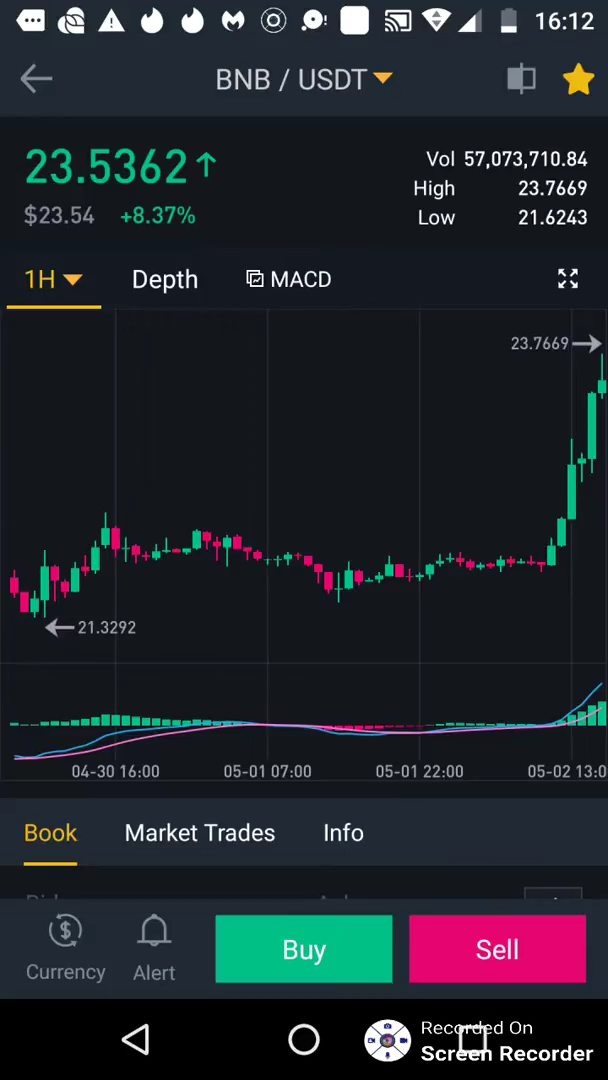 16:12
BNB / USDT
23.5362
$23.54 +8.37%
Vol 57,073,710.84
High 23.7669
Low 21.6243
1H Depth MACD
23.7669
21.3292
04-30 16:00 05-01 07:00 05-01 22:00 05-02 13:0
Book Market Trades Info
Currency Alert Buy Sell
Recorded On
Screen Recorder